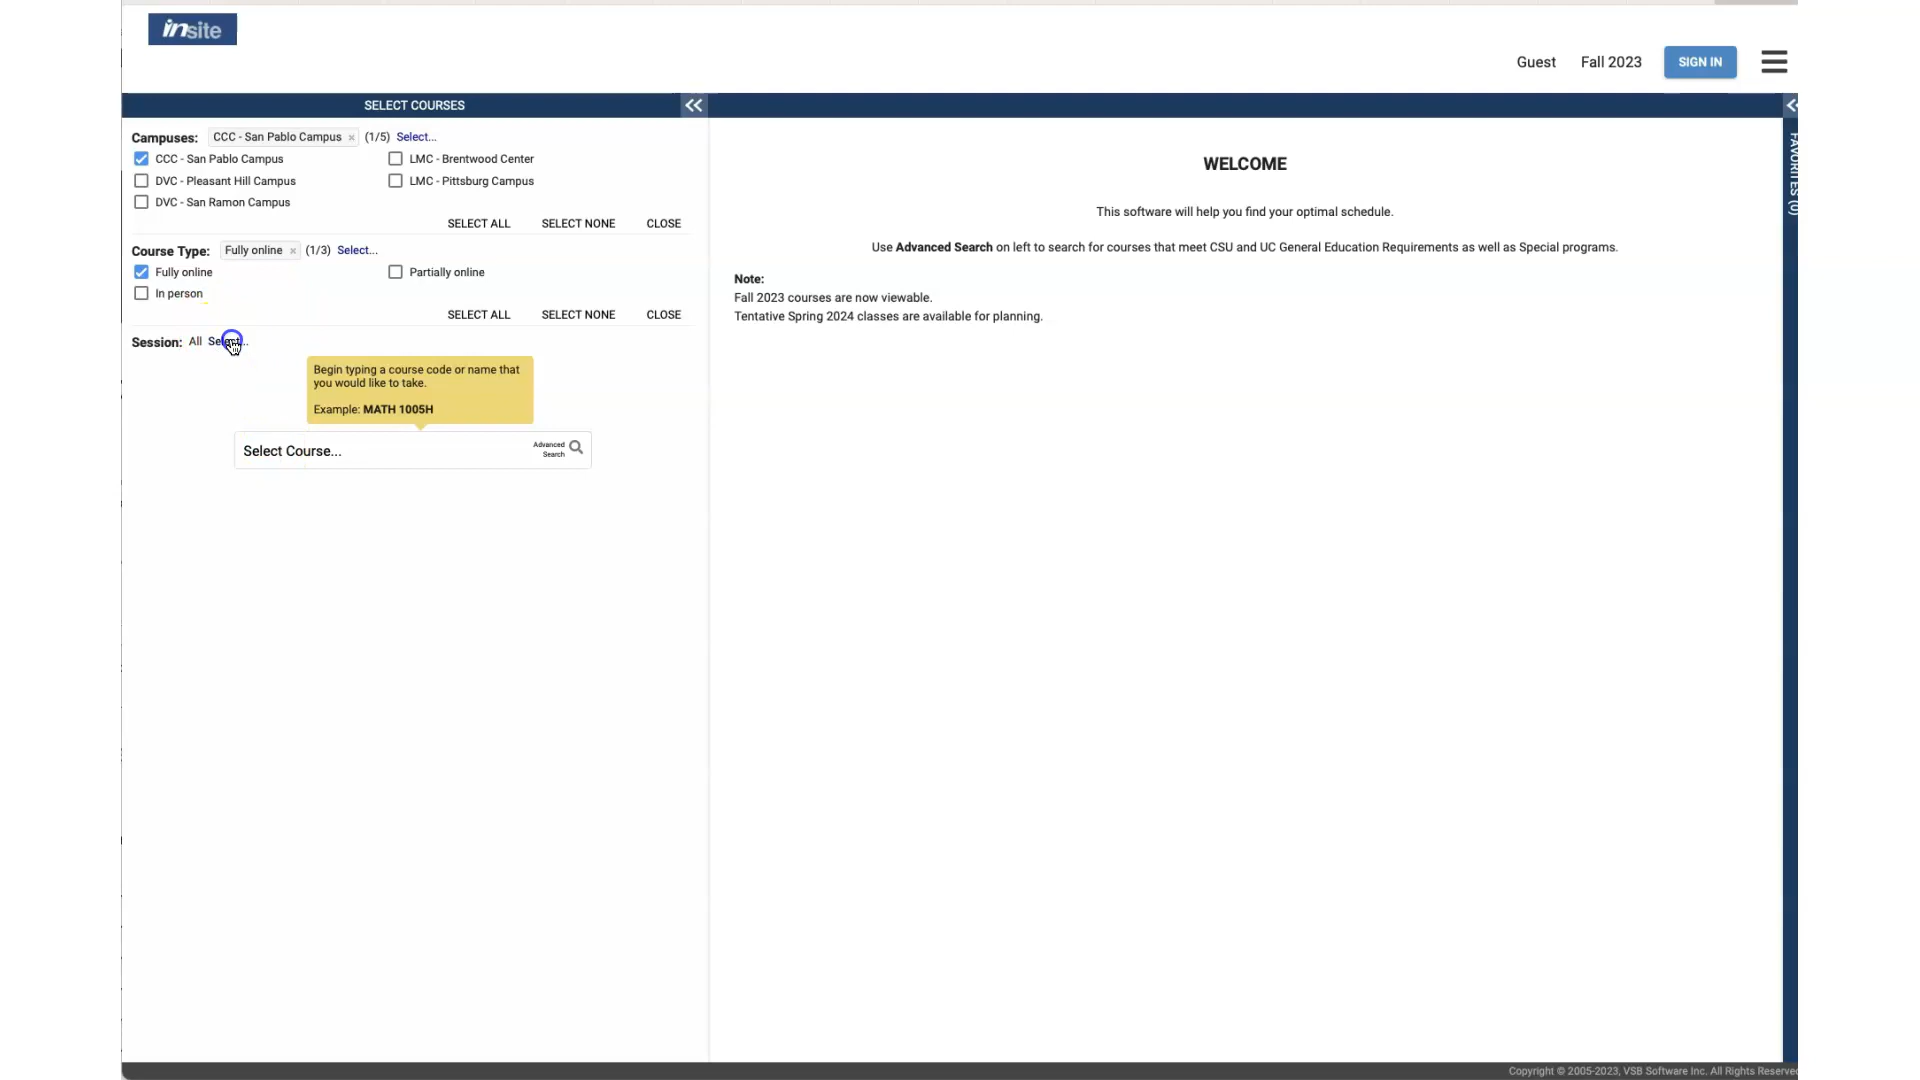 insite
Guest Fall 2023 SIGN IN
SELECT COURSES
Campuses: CCC - San Pablo Campus × (1/5) Select...
CCC - San Pablo Campus LMC - Brentwood Center
DVC - Pleasant Hill Campus LMC - Pittsburg Campus
DVC - San Ramon Campus
SELECT ALL SELECT NONE CLOSE
Course Type: Fully online × (1/3) Select...
Fully online Partially online
In person
SELECT ALL SELECT NONE CLOSE
Session: All Select...
Begin typing a course code or name that
you would like to take.
Example: MATH 1005H
Select Course...
Advanced
Search
WELCOME
This software will help you find your optimal schedule.
Use Advanced Search on left to search for courses that meet CSU and UC General Education Requirements as well as Special programs.
Note:
Fall 2023 courses are now viewable.
Tentative Spring 2024 classes are available for planning.
FAVORITES (0)
Copyright © 2005-2023, VSB Software Inc. All Rights Reserved